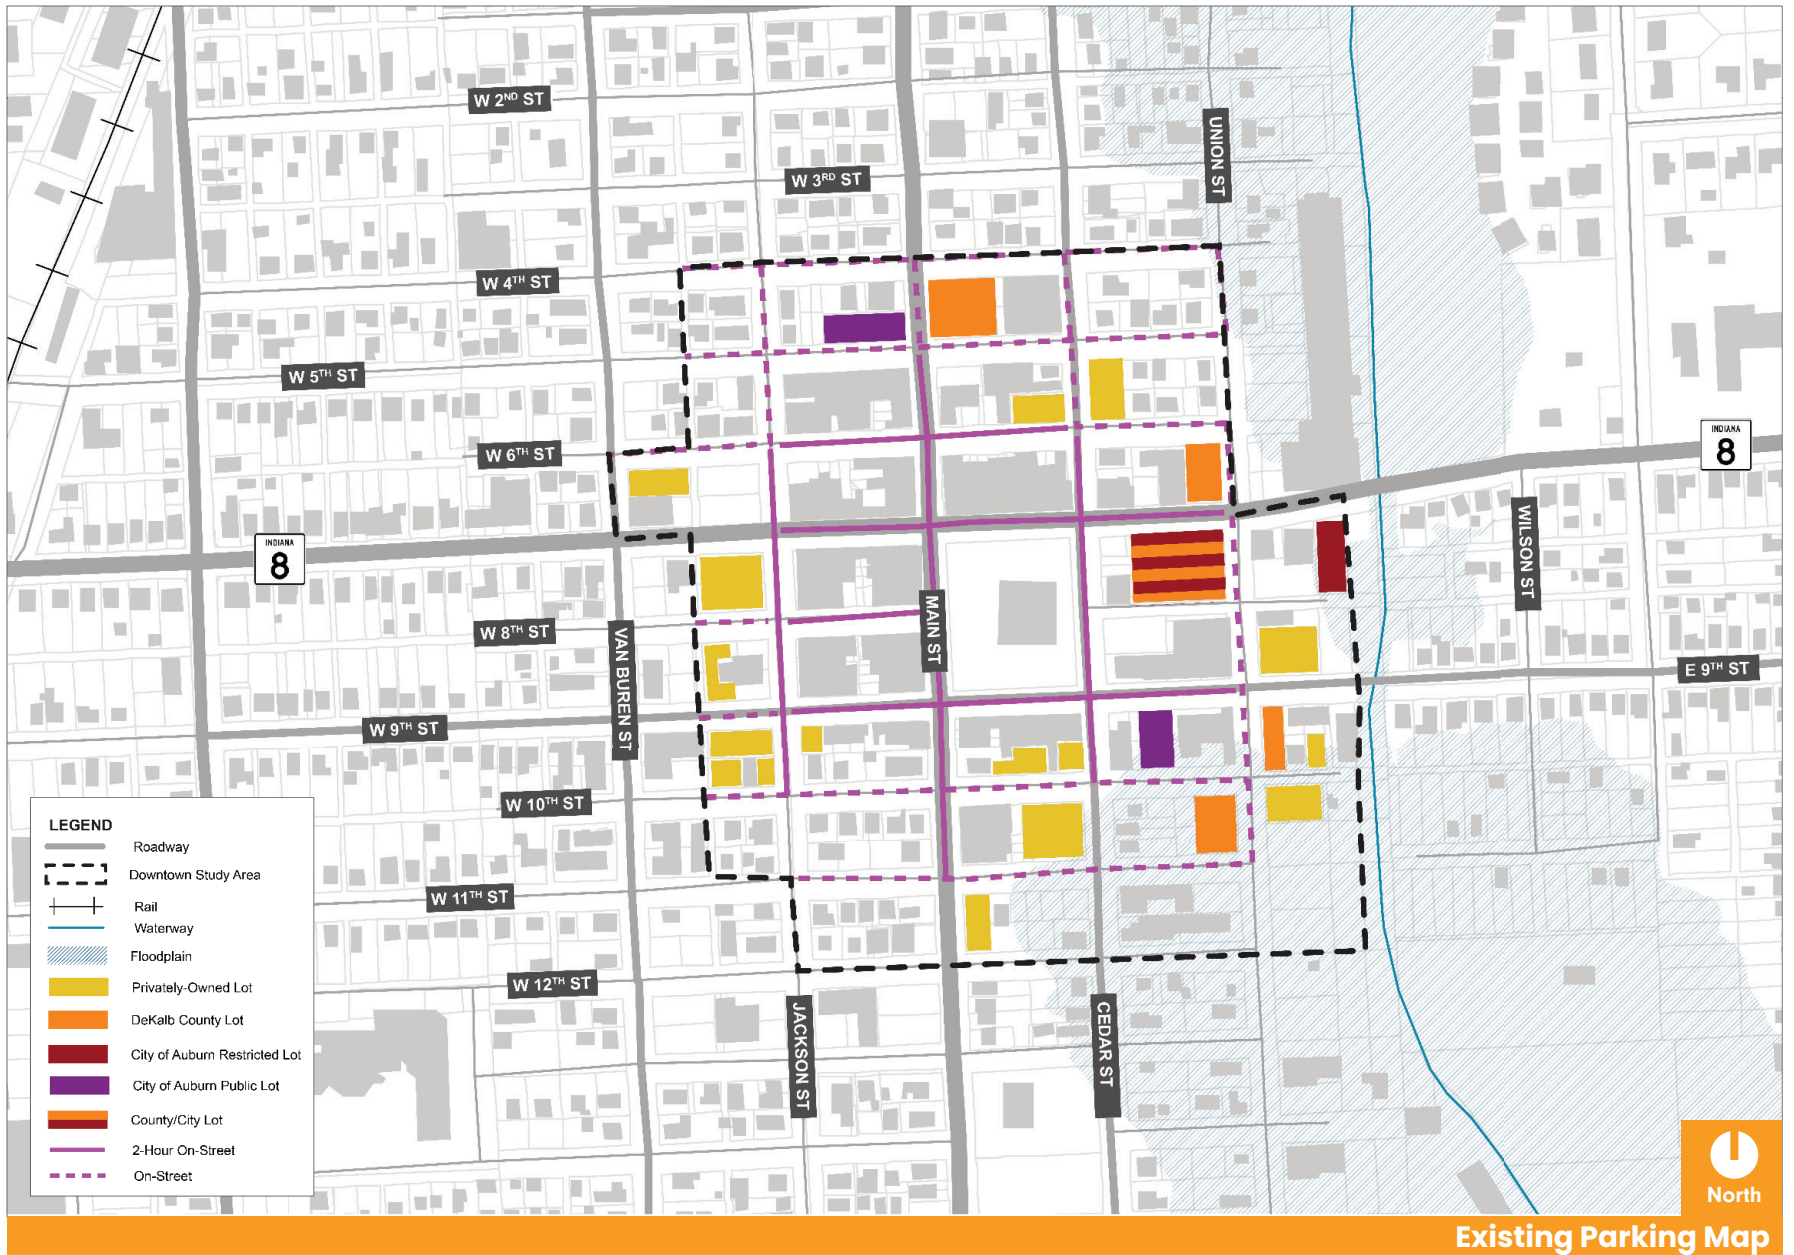 W 2ND ST
UNION ST
W 3RD ST
W 4TH ST
W 5TH ST
INDIANA
8
W 6TH ST
WILSON ST
INDIANA
8
MAIN ST
W 8TH ST
VAN BUREN ST
E 9TH ST
W 9TH ST
W 10TH ST
W 11TH ST
W 12TH ST
JACKSON ST
CEDAR ST
LEGEND
Roadway
Downtown Study Area
Rail
Waterway
Floodplain
Privately-Owned Lot
DeKalb County Lot
City of Auburn Restricted Lot
City of Auburn Public Lot
County/City Lot
2-Hour On-Street
On-Street
North
Existing Parking Map